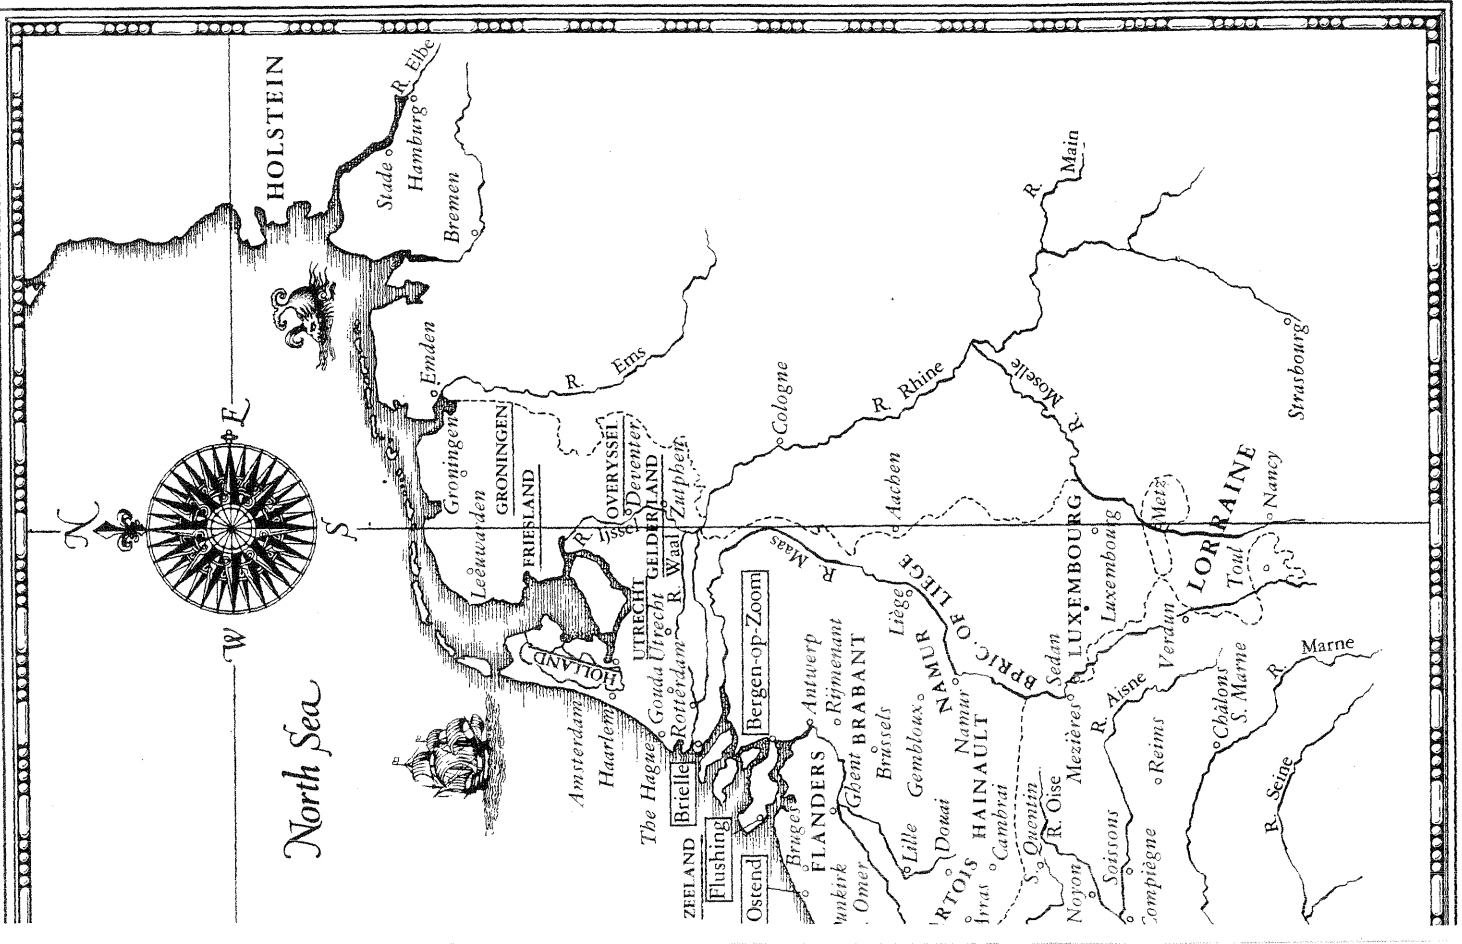 HOLSTEIN
R. Elbe
Stade
Hamburg
Bremen
R. Main
Emden
R. Ems
Cologne
R. Rhine
R. Moselle
Strasbourg
N
E
S
W
North Sea
Groningen
GRONINGEN
Leeuwarden
FRIESLAND
OVERYSSEL
Deventer
R. Ijssel
GELDERLAND
Zutphen
R. Waal
UTRECHT
Utrecht
HOLLAND
Gouda
Rotterdam
Amsterdam
Haarlem
The Hague
Brielle
Bergen-op-Zoom
ZEELAND
Flushing
Ostend
Aachen
R. Maas
Liège
BPRIC. OF LIEGE
LUXEMBOURG
Luxembourg
Metz
LORRAINE
Nancy
Toul
Verdun
Sedan
Antwerp
Rijmenant
BRABANT
Brussels
Gembloux
NAMUR
Namur
HAINAULT
Cambrai
FLANDERS
Ghent
Bruges
Lille
Douai
unkirk
. Omer
RTOIS
rras
Mezières
S. Quentin
R. Oise
Noyon
Soissons
ompiègne
R. Aisne
Reims
Châlons
S. Marne
R. Marne
R. Seine